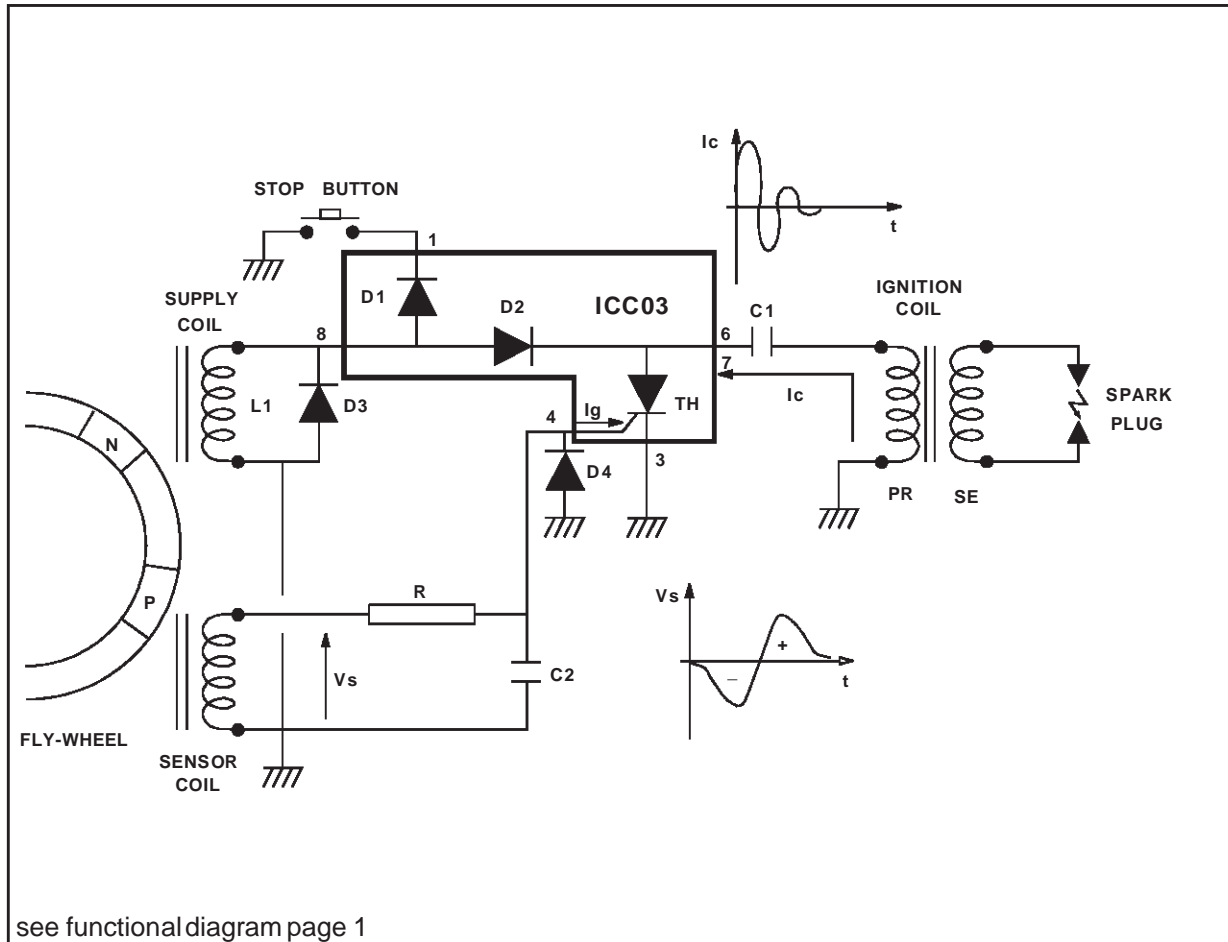 Ic
t
STOP BUTTON
1
SUPPLY
COIL
D1
D2
ICC03
C1
IGNITION
COIL
8
6
7
L1
D3
4
Ig
TH
Ic
SPARK
PLUG
N
D4
3
PR
SE
P
R
Vs
+
−
t
Vs
C2
FLY-WHEEL
SENSOR
COIL
see functional diagram page 1